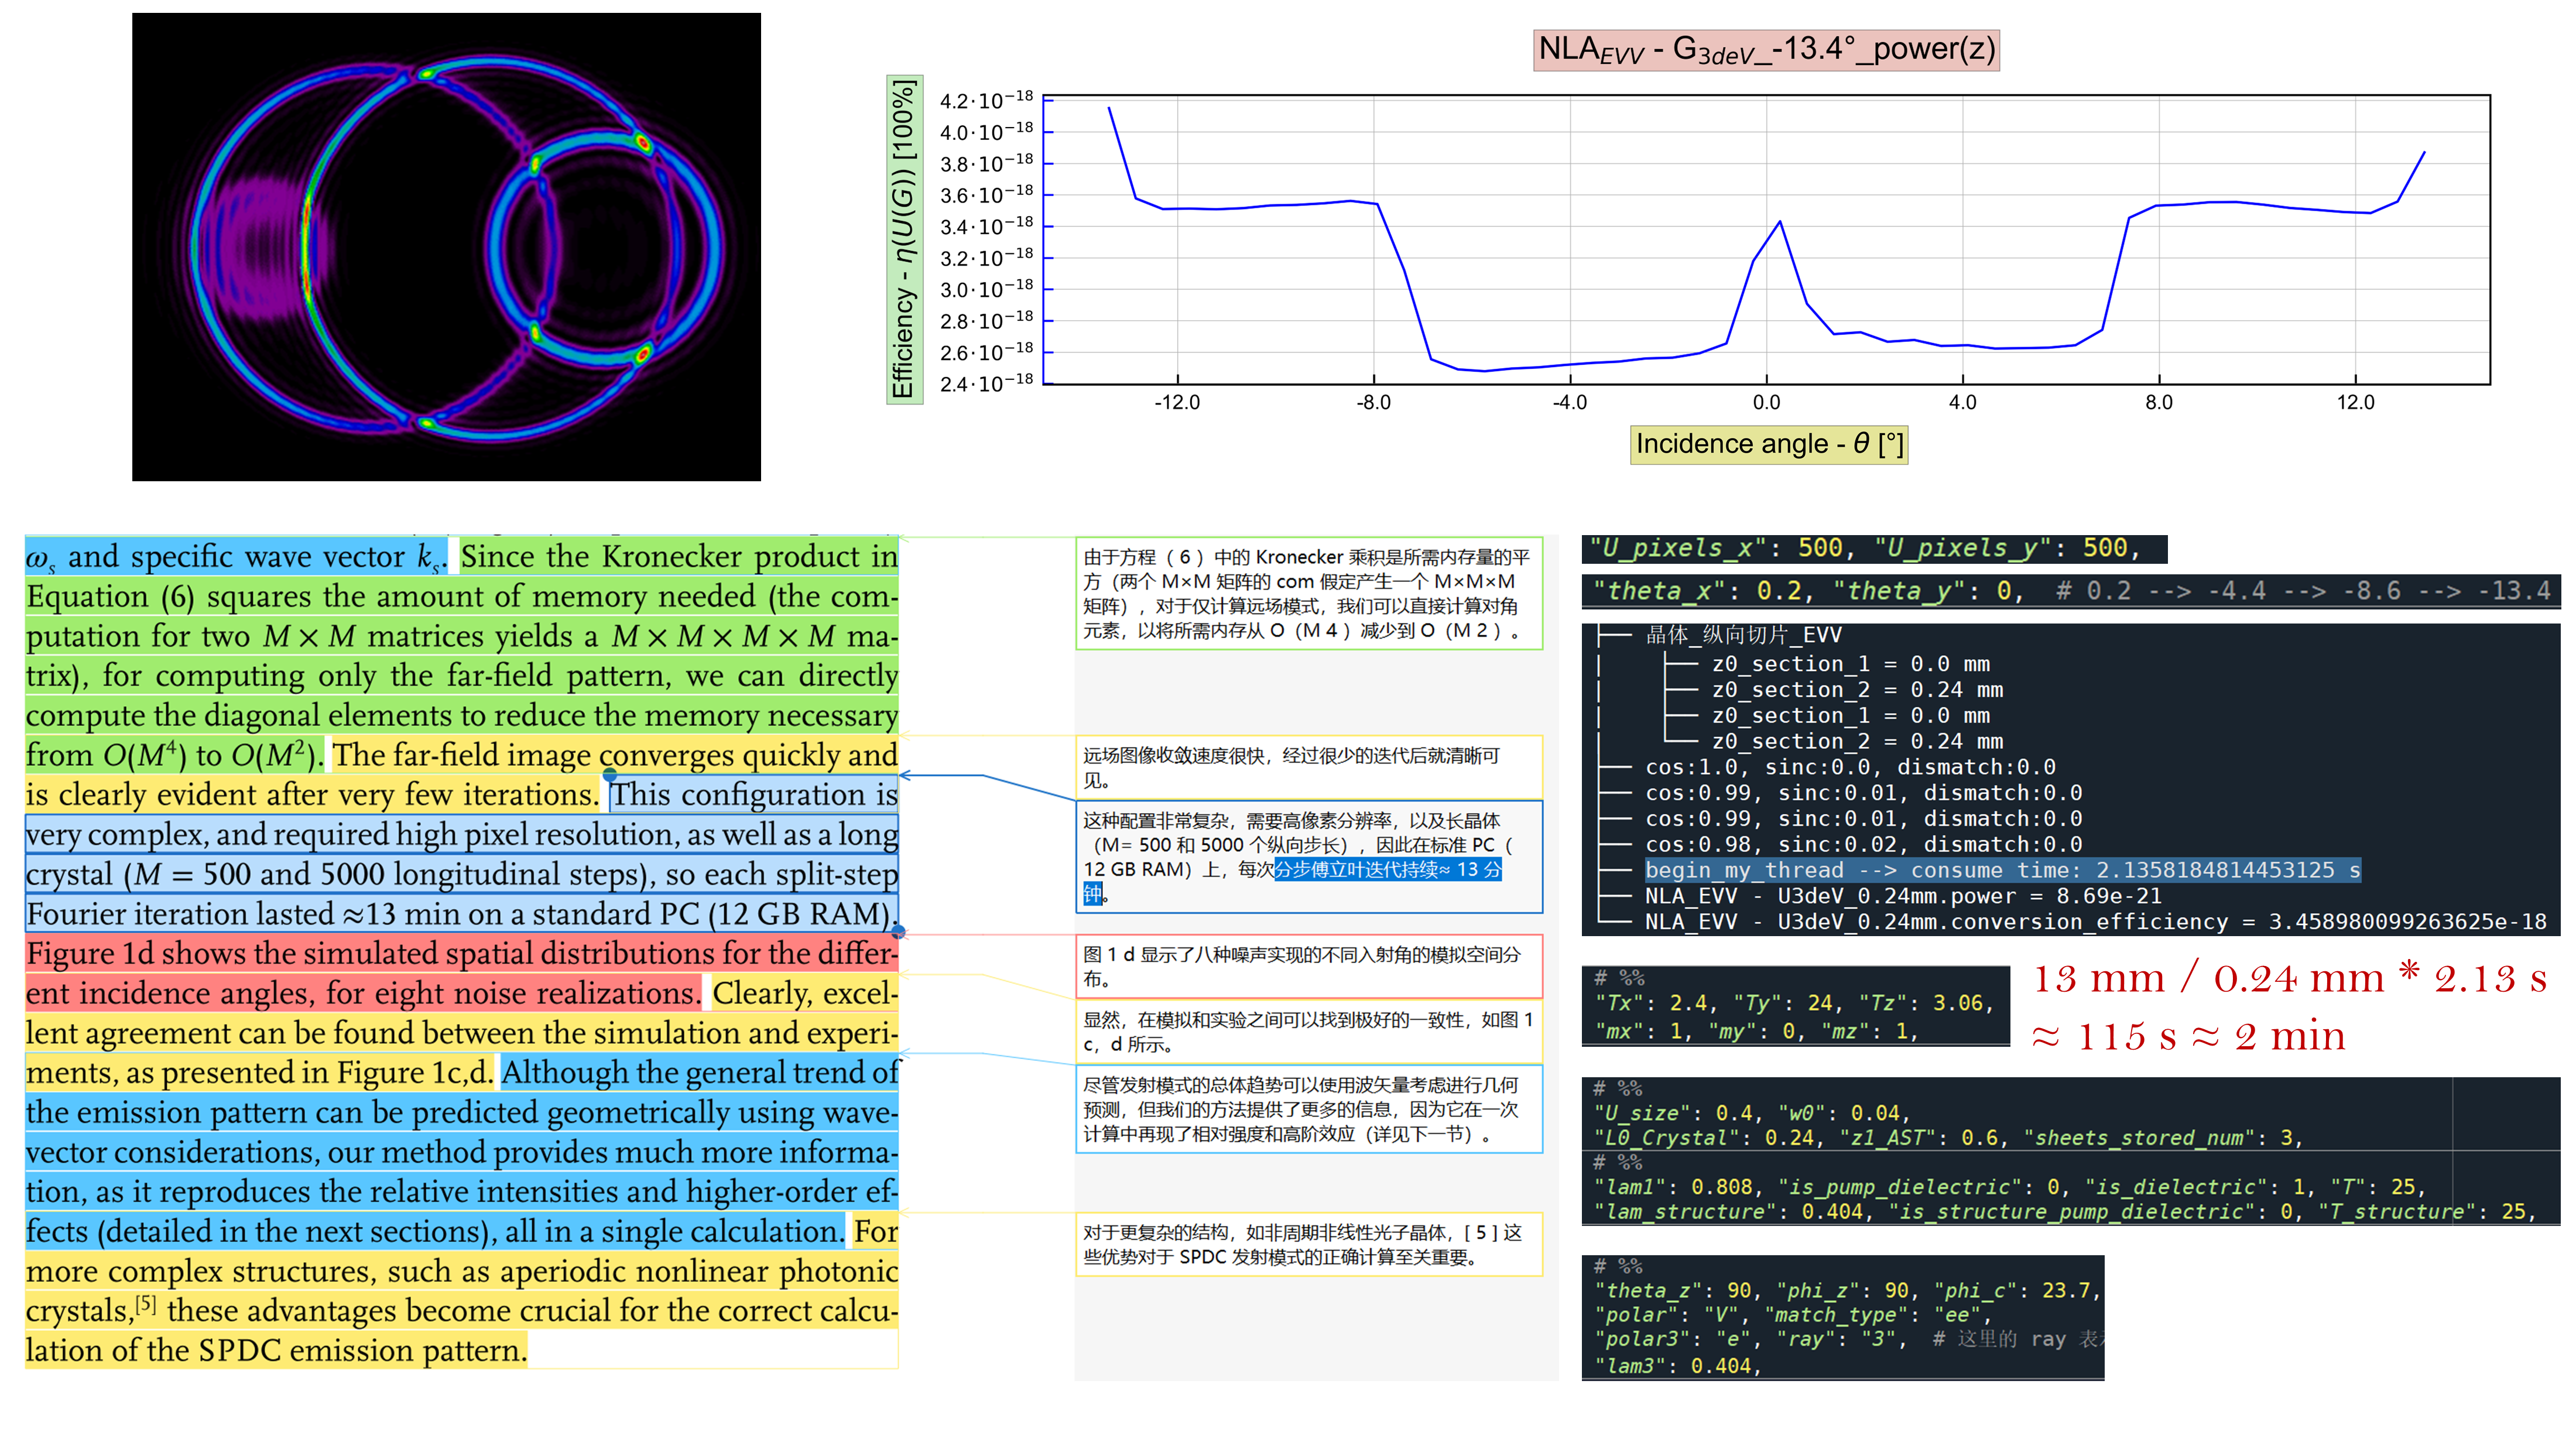 NLA_EVV - G_3deV_-13.4°_power(z)
Efficiency - η(U(G)) [100%]
4.2·10⁻¹⁸
4.0·10⁻¹⁸
3.8·10⁻¹⁸
3.6·10⁻¹⁸
3.4·10⁻¹⁸
3.2·10⁻¹⁸
3.0·10⁻¹⁸
2.8·10⁻¹⁸
2.6·10⁻¹⁸
2.4·10⁻¹⁸
-12.0 -8.0 -4.0 0.0 4.0 8.0 12.0
Incidence angle - θ [°]
ω_s and specific wave vector k_s. Since the Kronecker product in
Equation (6) squares the amount of memory needed (the com-
putation for two M × M matrices yields a M × M × M × M ma-
trix), for computing only the far-field pattern, we can directly
compute the diagonal elements to reduce the memory necessary
from O(M⁴) to O(M²). The far-field image converges quickly and
is clearly evident after very few iterations. This configuration is
very complex, and required high pixel resolution, as well as a long
crystal (M = 500 and 5000 longitudinal steps), so each split-step
Fourier iteration lasted ≈13 min on a standard PC (12 GB RAM).
Figure 1d shows the simulated spatial distributions for the differ-
ent incidence angles, for eight noise realizations. Clearly, excel-
lent agreement can be found between the simulation and experi-
ments, as presented in Figure 1c,d. Although the general trend of
the emission pattern can be predicted geometrically using wave-
vector considerations, our method provides much more informa-
tion, as it reproduces the relative intensities and higher-order ef-
fects (detailed in the next sections), all in a single calculation. For
more complex structures, such as aperiodic nonlinear photonic
crystals,[5] these advantages become crucial for the correct calcu-
lation of the SPDC emission pattern.
由于方程（6）中的 Kronecker 乘积是所需内存量的平
方（两个 M×M 矩阵的 com 假定产生一个 M×M×M
矩阵），对于仅计算远场模式，我们可以直接计算对角
元素，以将所需内存从 O（M 4）减少到 O（M 2）。
远场图像收敛速度很快，经过很少的迭代后就清晰可
见。
这种配置非常复杂，需要高像素分辨率，以及长晶体
（M= 500 和 5000 个纵向步长），因此在标准 PC（
12 GB RAM）上，每次分步傅立叶迭代持续≈ 13 分
钟。
图 1 d 显示了八种噪声实现的不同入射角的模拟空间分
布。
显然，在模拟和实验之间可以找到极好的一致性，如图 1
c，d 所示。
尽管发射模式的总体趋势可以使用波矢量考虑进行几何
预测，但我们的方法提供了更多的信息，因为它在一次
计算中再现了相对强度和高阶效应（详见下一节）。
对于更复杂的结构，如非周期非线性光子晶体，[ 5 ] 这
些优势对于 SPDC 发射模式的正确计算至关重要。
"U_pixels_x": 500, "U_pixels_y": 500,
"theta_x": 0.2, "theta_y": 0, # 0.2 --> -4.4 --> -8.6 --> -13.4
├── 晶体_纵向切片_EVV
│ ├── z0_section_1 = 0.0 mm
│ ├── z0_section_2 = 0.24 mm
│ ├── z0_section_1 = 0.0 mm
│ └── z0_section_2 = 0.24 mm
├── cos:1.0, sinc:0.0, dismatch:0.0
├── cos:0.99, sinc:0.01, dismatch:0.0
├── cos:0.99, sinc:0.01, dismatch:0.0
├── cos:0.98, sinc:0.02, dismatch:0.0
├── begin_my_thread --> consume time: 2.1358184814453125 s
├── NLA_EVV - U3deV_0.24mm.power = 8.69e-21
└── NLA_EVV - U3deV_0.24mm.conversion_efficiency = 3.458980099263625e-18
# %%
"Tx": 2.4, "Ty": 24, "Tz": 3.06,
"mx": 1, "my": 0, "mz": 1,
13 mm / 0.24 mm * 2.13 s
≈ 115 s ≈ 2 min
# %%
"U_size": 0.4, "w0": 0.04,
"L0_Crystal": 0.24, "z1_AST": 0.6, "sheets_stored_num": 3,
# %%
"lam1": 0.808, "is_pump_dielectric": 0, "is_dielectric": 1, "T": 25,
"lam_structure": 0.404, "is_structure_pump_dielectric": 0, "T_structure": 25,
# %%
"theta_z": 90, "phi_z": 90, "phi_c": 23.7,
"polar": "V", "match_type": "ee",
"polar3": "e", "ray": "3", # 这里的 ray 表
"lam3": 0.404,